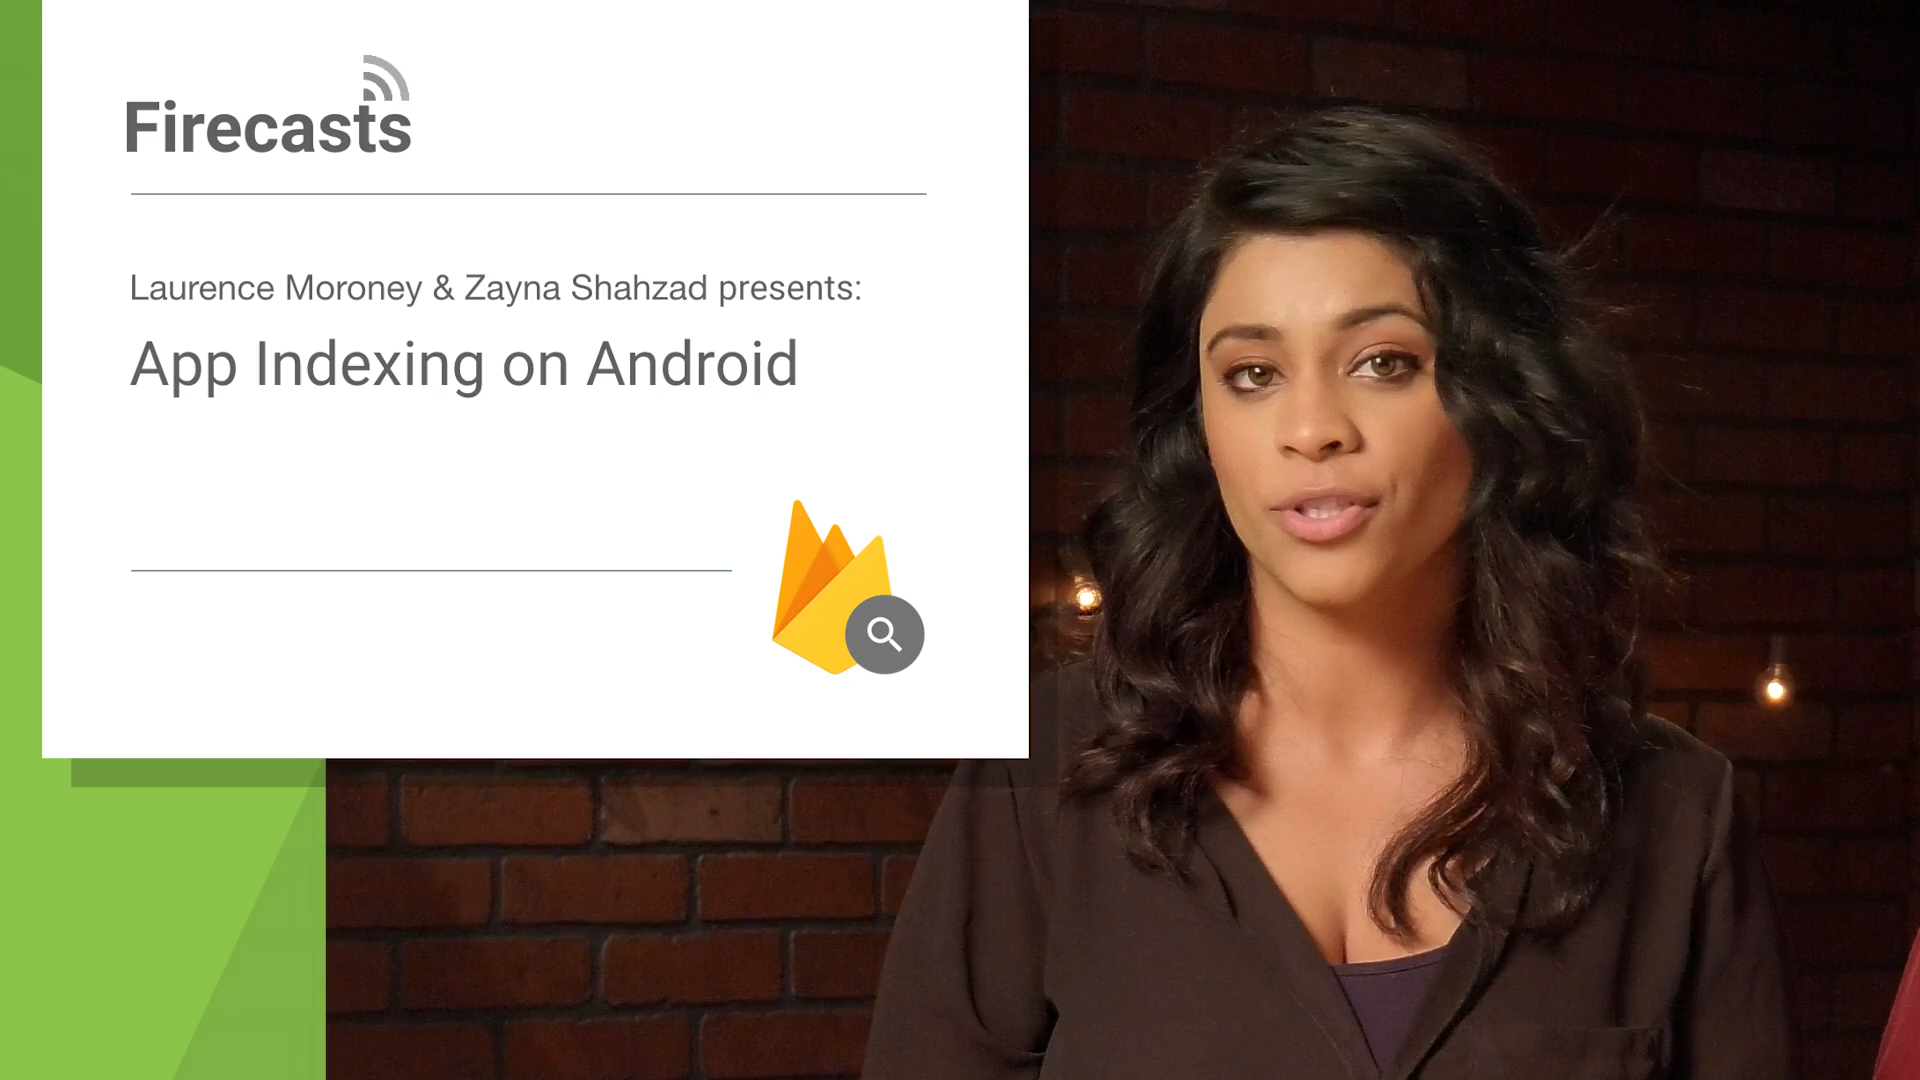 Firecasts
Laurence Moroney & Zayna Shahzad presents:
App Indexing on Android